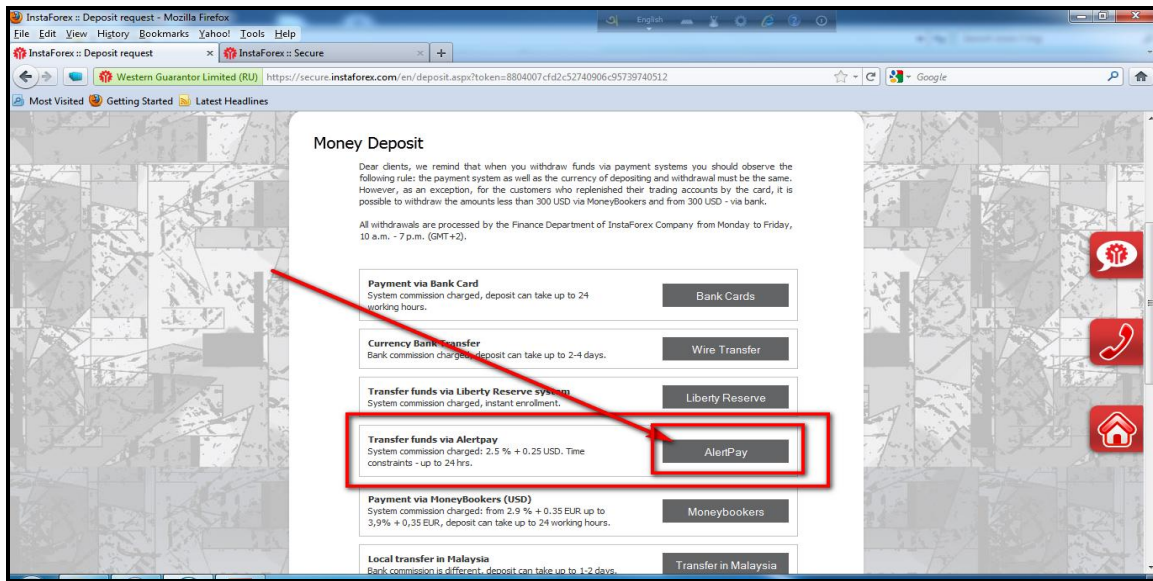 InstaForex :: Deposit request - Mozilla Firefox
English
File Edit View History Bookmarks Yahoo! Tools Help
InstaForex :: Deposit request
InstaForex :: Secure
Western Guarantor Limited (RU) https://secure.instaforex.com/en/deposit.aspx?token=8804007cfd2c52740906c95739740512
Google
Most Visited Getting Started Latest Headlines
Money Deposit
Dear clients, we remind that when you withdraw funds via payment systems you should observe the
following rule: the payment system as well as the currency of depositing and withdrawal must be the same.
However, as an exception, for the customers who replenished their trading accounts by the card, it is
possible to withdraw the amounts less than 300 USD via MoneyBookers and from 300 USD - via bank.
All withdrawals are processed by the Finance Department of InstaForex Company from Monday to Friday,
10 a.m. - 7 p.m. (GMT+2).
Payment via Bank Card
System commission charged, deposit can take up to 24
working hours.
Bank Cards
Currency Bank Transfer
Bank commission charged, deposit can take up to 2-4 days.
Wire Transfer
Transfer funds via Liberty Reserve system
System commission charged, instant enrollment.
Liberty Reserve
Transfer funds via Alertpay
System commission charged: 2.5 % + 0.25 USD. Time
constraints - up to 24 hrs.
AlertPay
Payment via MoneyBookers (USD)
System commission charged: from 2.9 % + 0.35 EUR up to
3,9% + 0,35 EUR, deposit can take up to 24 working hours.
Moneybookers
Local transfer in Malaysia
Bank commission is different, deposit can take up to 1-2 days.
Transfer in Malaysia